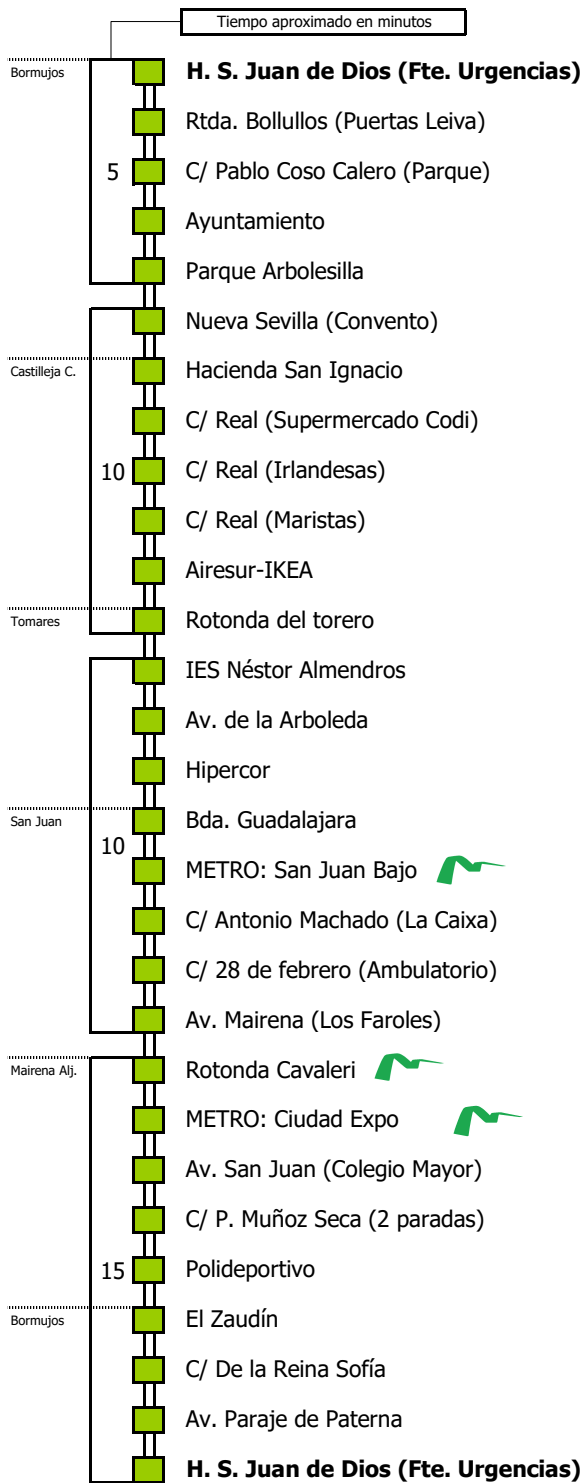 Tiempo aproximado en minutos
Bormujos
H. S. Juan de Dios (Fte. Urgencias)
Rtda. Bollullos (Puertas Leiva)
5
C/ Pablo Coso Calero (Parque)
Ayuntamiento
Parque Arbolesilla
Nueva Sevilla (Convento)
Castilleja C.
Hacienda San Ignacio
C/ Real (Supermercado Codi)
10
C/ Real (Irlandesas)
C/ Real (Maristas)
Airesur-IKEA
Tomares
Rotonda del torero
IES Néstor Almendros
Av. de la Arboleda
Hipercor
San Juan
Bda. Guadalajara
10
METRO: San Juan Bajo
C/ Antonio Machado (La Caixa)
C/ 28 de febrero (Ambulatorio)
Av. Mairena (Los Faroles)
Mairena Alj.
Rotonda Cavaleri
METRO: Ciudad Expo
Av. San Juan (Colegio Mayor)
C/ P. Muñoz Seca (2 paradas)
15
Polideportivo
Bormujos
El Zaudín
C/ De la Reina Sofía
Av. Paraje de Paterna
H. S. Juan de Dios (Fte. Urgencias)